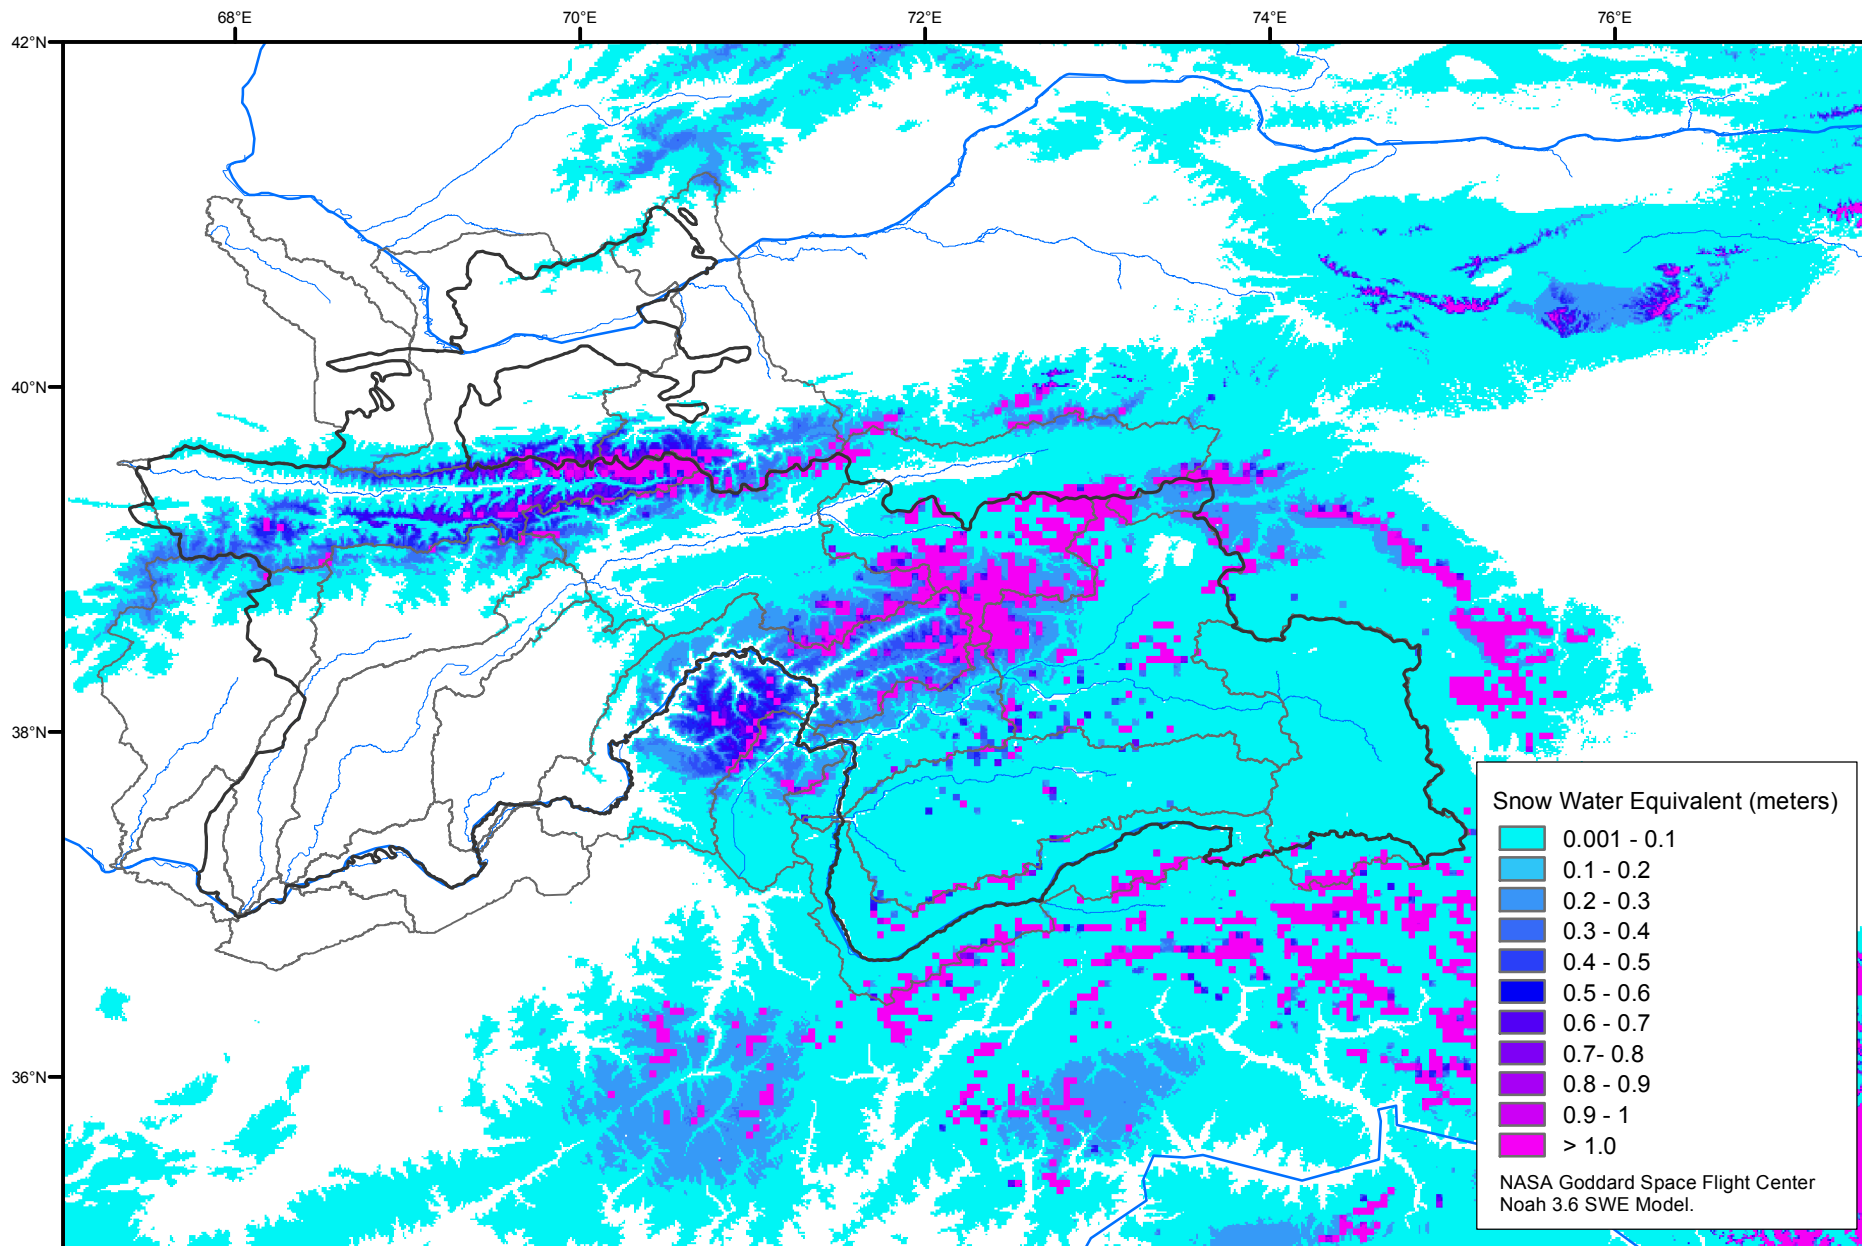 68°E
70°E
72°E
74°E
76°E
42°N
40°N
38°N
36°N
Snow Water Equivalent (meters)
0.001 - 0.1
0.1 - 0.2
0.2 - 0.3
0.3 - 0.4
0.4 - 0.5
0.5 - 0.6
0.6 - 0.7
0.7- 0.8
0.8 - 0.9
0.9 - 1
> 1.0
NASA Goddard Space Flight Center
Noah 3.6 SWE Model.